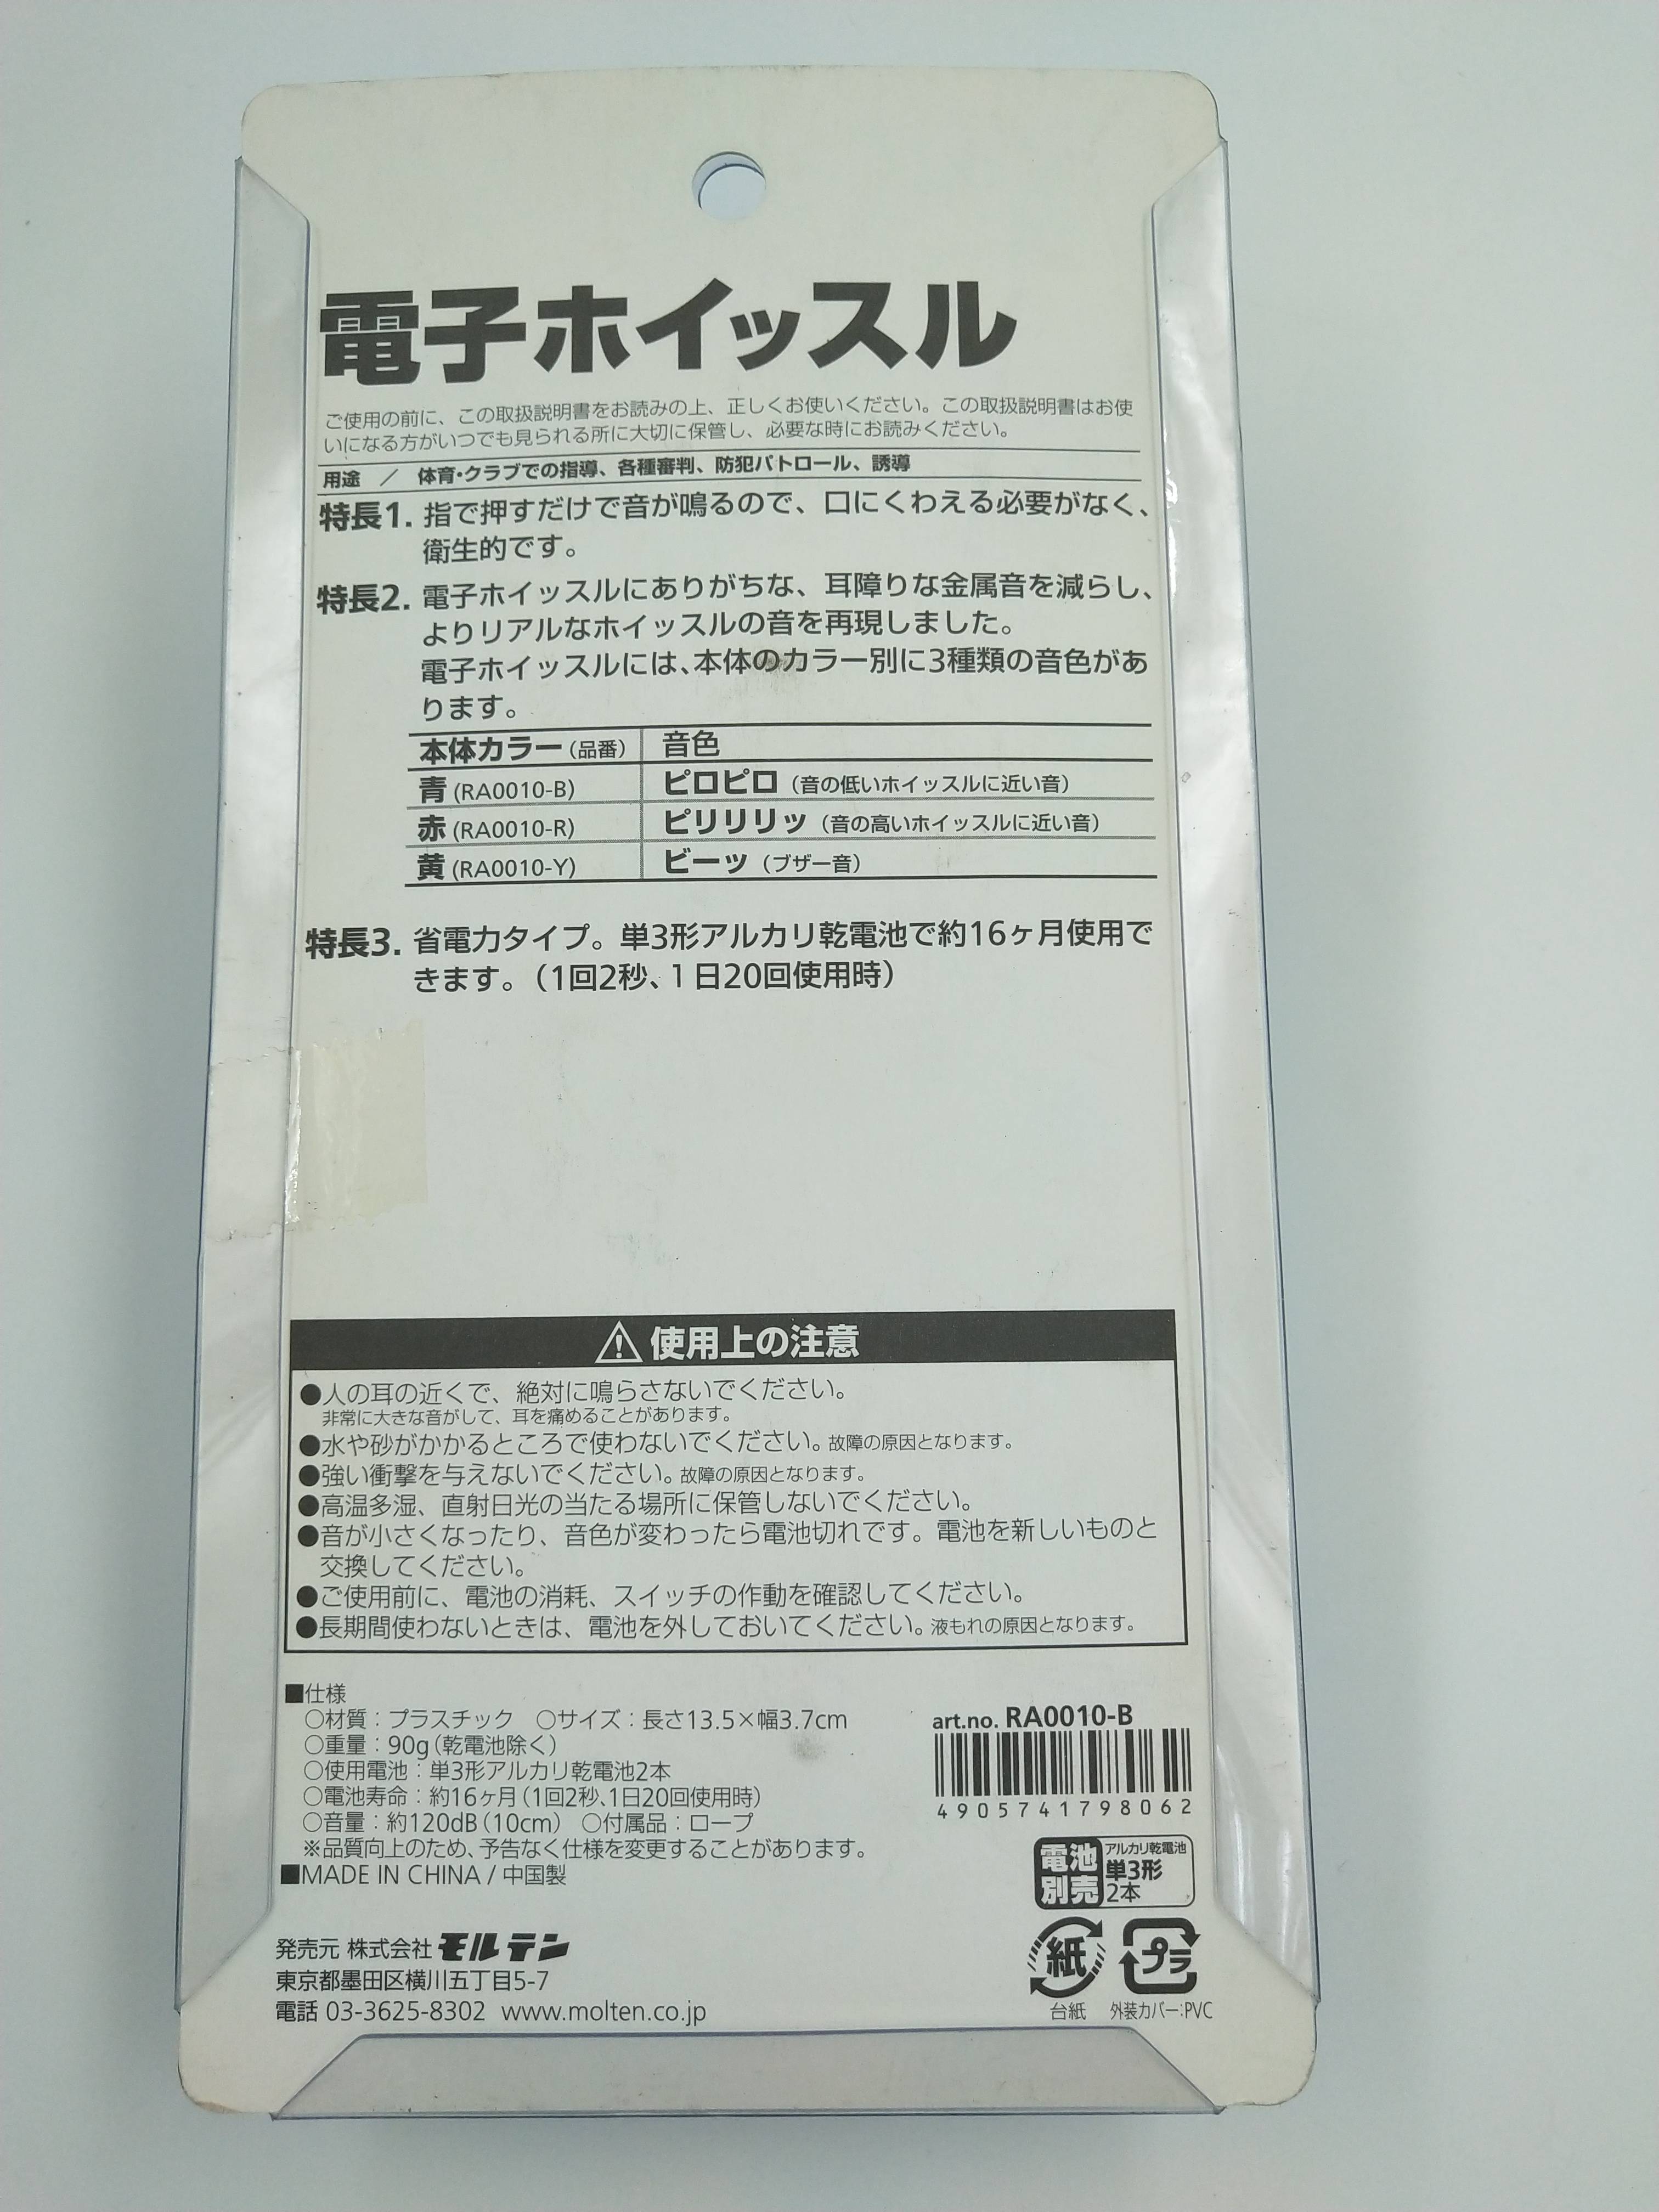 電子ホイッスル
ご使用の前に、この取扱説明書をお読みの上、正しくお使いください。この取扱説明書はお使
いになる方がいつでも見られる所に大切に保管し、必要な時にお読みください。
用途 ／ 体育・クラブでの指導、各種審判、防犯パトロール、誘導
特長1. 指で押すだけで音が鳴るので、口にくわえる必要がなく、
衛生的です。
特長2. 電子ホイッスルにありがちな、耳障りな金属音を減らし、
よりリアルなホイッスルの音を再現しました。
電子ホイッスルには、本体のカラー別に3種類の音色があ
ります。
本体カラー（品番） 音色
青 (RA0010-B) ピロピロ（音の低いホイッスルに近い音）
赤 (RA0010-R) ピリリリッ（音の高いホイッスルに近い音）
黄 (RA0010-Y) ビーッ（ブザー音）
特長3. 省電力タイプ。単3形アルカリ乾電池で約16ヶ月使用で
きます。（1回2秒、1日20回使用時）
使用上の注意
●人の耳の近くで、絶対に鳴らさないでください。
非常に大きな音がして、耳を痛めることがあります。
●水や砂がかかるところで使わないでください。故障の原因となります。
●強い衝撃を与えないでください。故障の原因となります。
●高温多湿、直射日光の当たる場所に保管しないでください。
●音が小さくなったり、音色が変わったら電池切れです。電池を新しいものと
交換してください。
●ご使用前に、電池の消耗、スイッチの作動を確認してください。
●長期間使わないときは、電池を外しておいてください。液もれの原因となります。
■仕様
○材質：プラスチック ○サイズ：長さ13.5×幅3.7cm
○重量：90g（乾電池除く）
○使用電池：単3形アルカリ乾電池2本
○電池寿命：約16ヶ月（1回2秒、1日20回使用時）
○音量：約120dB（10cm） ○付属品：ロープ
※品質向上のため、予告なく仕様を変更することがあります。
■MADE IN CHINA / 中国製
art.no. RA0010-B
4905741798062
電池別売 アルカリ乾電池 単3形 2本
発売元 株式会社モルテン
東京都墨田区横川五丁目5-7
電話 03-3625-8302 www.molten.co.jp
紙 プラ
台紙 外装カバー:PVC